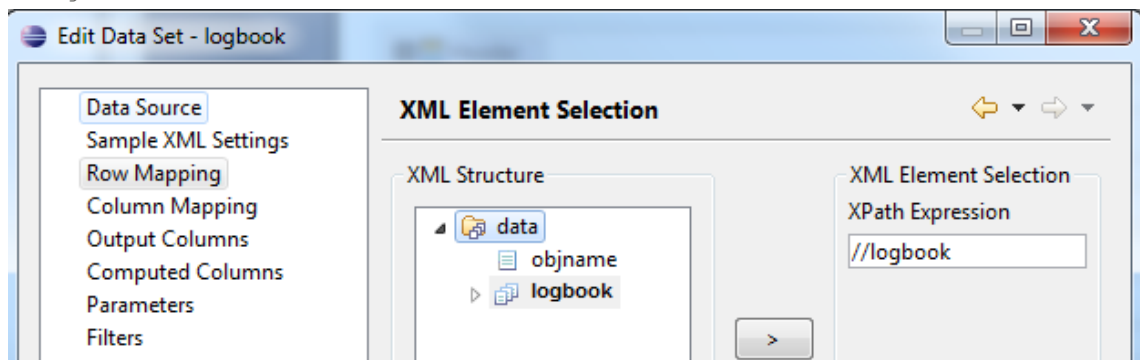 Edit Data Set - logbook
X
Data Source
Sample XML Settings
Row Mapping
Column Mapping
Output Columns
Computed Columns
Parameters
Filters
XML Element Selection
XML Structure
data
objname
logbook
>
XML Element Selection
XPath Expression
//logbook